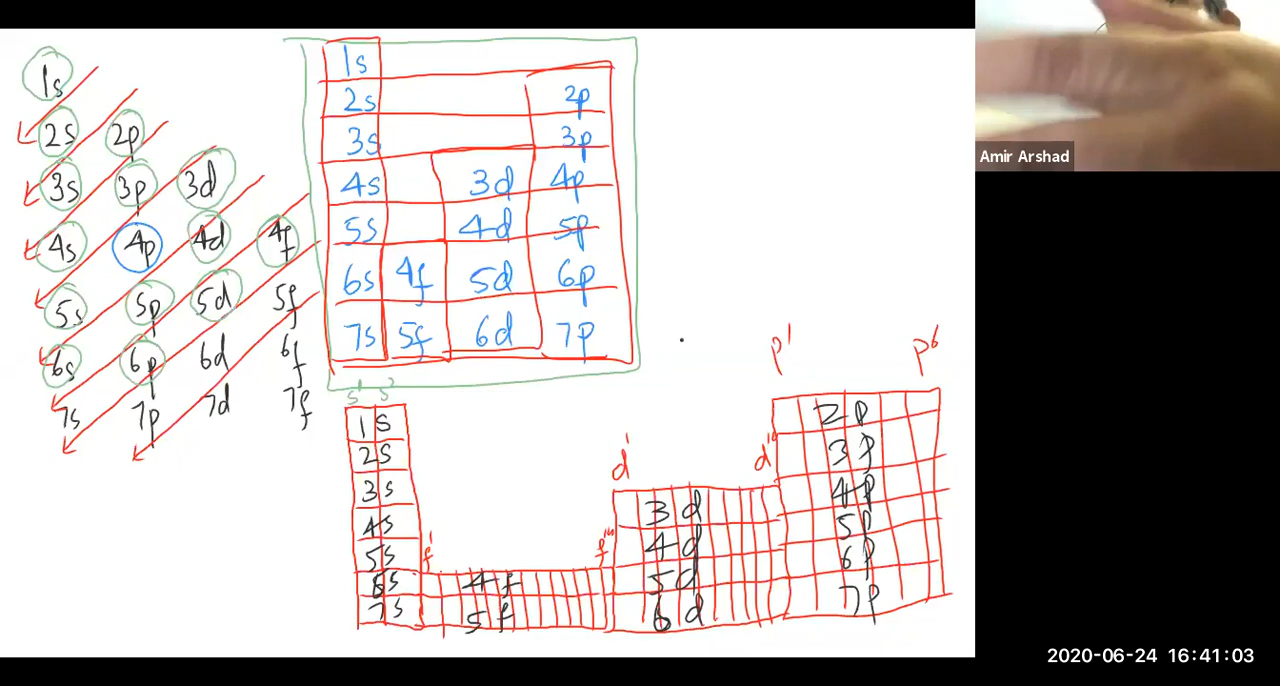 1s
2s 2p
3s 3p 3d
4s 4p 4d 4f
5s 5p 5d 5f
6s 6p 6d 6f
7s 7p 7d 7f
1s
2s 2p
3s 3p
4s 3d 4p
5s 4d 5p
6s 4f 5d 6p
7s 5f 6d 7p
s¹ s²
1s
2s
3s
4s
5s
6s
7s
f¹ f¹⁴
4f
5f
d¹ d¹⁰
3d
4d
5d
6d
p¹ p⁶
2p
3p
4p
5p
6p
7p
Amir Arshad
2020-06-24 16:41:03